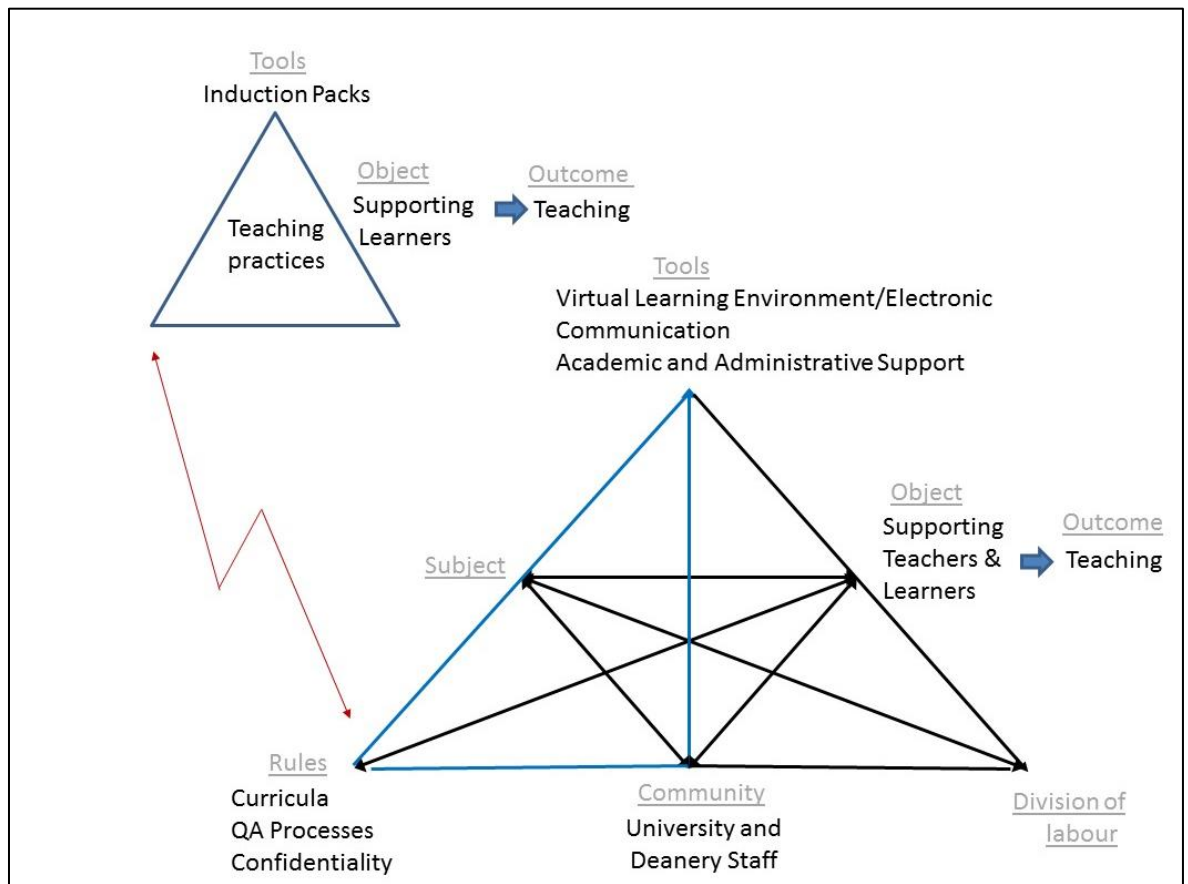 Tools
Induction Packs
Object
Supporting
Learners
Outcome
Teaching
Teaching
practices
Tools
Virtual Learning Environment/Electronic
Communication
Academic and Administrative Support
Subject
Object
Supporting
Teachers &
Learners
Outcome
Teaching
Rules
Curricula
QA Processes
Confidentiality
Community
University and
Deanery Staff
Division of
labour